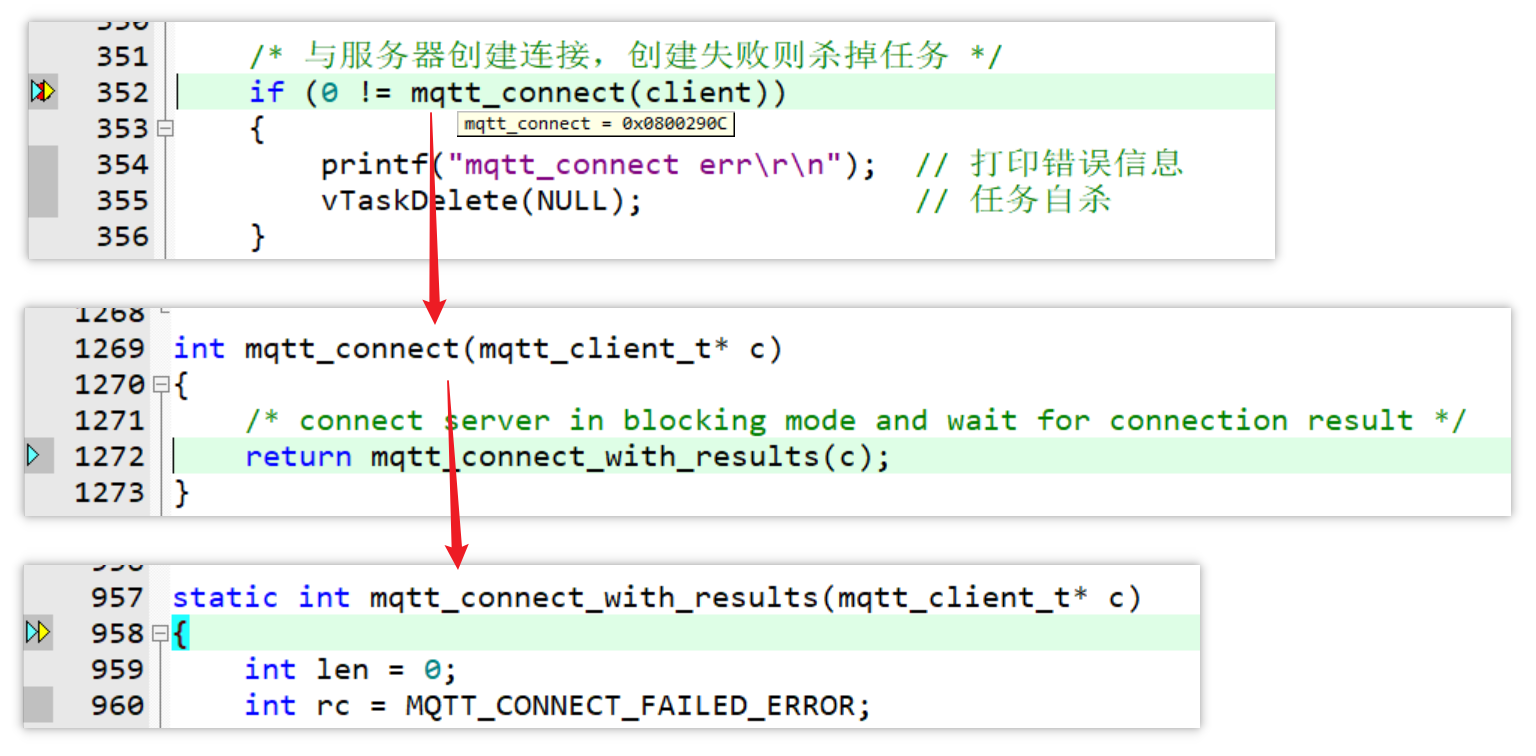 351 /* 与服务器创建连接，创建失败则杀掉任务 */
352 if (0 != mqtt_connect(client))
mqtt_connect = 0x0800290C
353 {
354 printf("mqtt_connect err\r\n"); // 打印错误信息
355 vTaskDelete(NULL); // 任务自杀
356 }
1268
1269 int mqtt_connect(mqtt_client_t* c)
1270 {
1271 /* connect server in blocking mode and wait for connection result */
1272 return mqtt_connect_with_results(c);
1273 }
957 static int mqtt_connect_with_results(mqtt_client_t* c)
958 {
959 int len = 0;
960 int rc = MQTT_CONNECT_FAILED_ERROR;